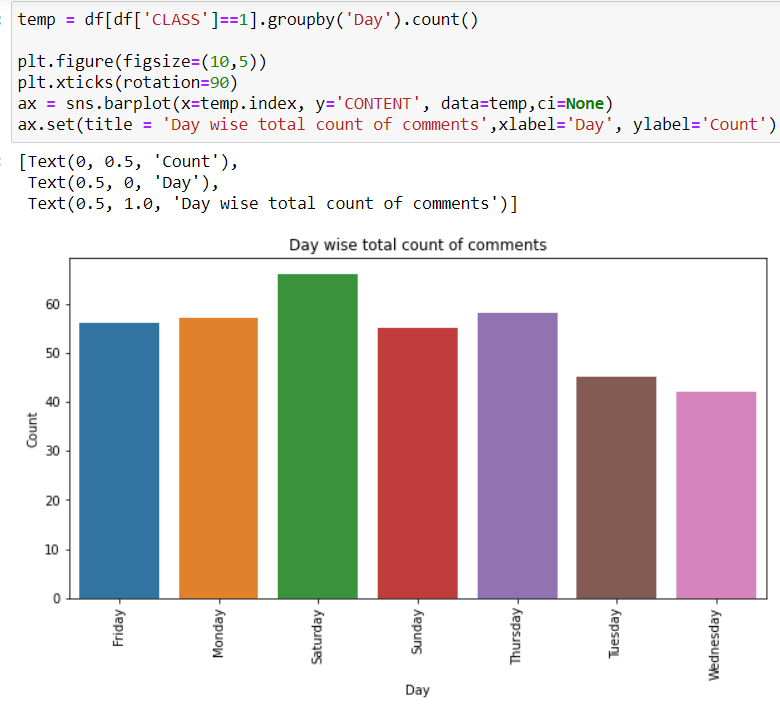 temp = df[df['CLASS']==1].groupby('Day').count()
plt.figure(figsize=(10,5))
plt.xticks(rotation=90)
ax = sns.barplot(x=temp.index, y='CONTENT', data=temp,ci=None)
ax.set(title = 'Day wise total count of comments',xlabel='Day', ylabel='Count')
[Text(0, 0.5, 'Count'),
Text(0.5, 0, 'Day'),
Text(0.5, 1.0, 'Day wise total count of comments')]
Day wise total count of comments
60
50
40
30
20
10
0
Count
Friday
Monday
Saturday
Sunday
Thursday
Tuesday
Wednesday
Day